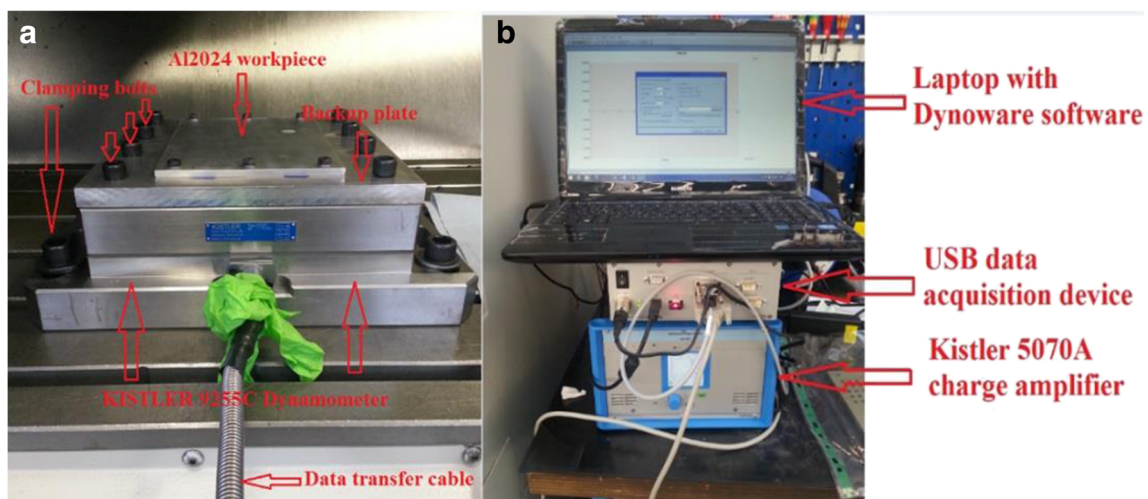 a
Al2024 workpiece
Clamping bolts
Backup plate
KISTLER
KISTLER 9255C Dynamometer
Data transfer cable
b
Laptop with
Dynoware software
USB data
acquisition device
Kistler 5070A
charge amplifier